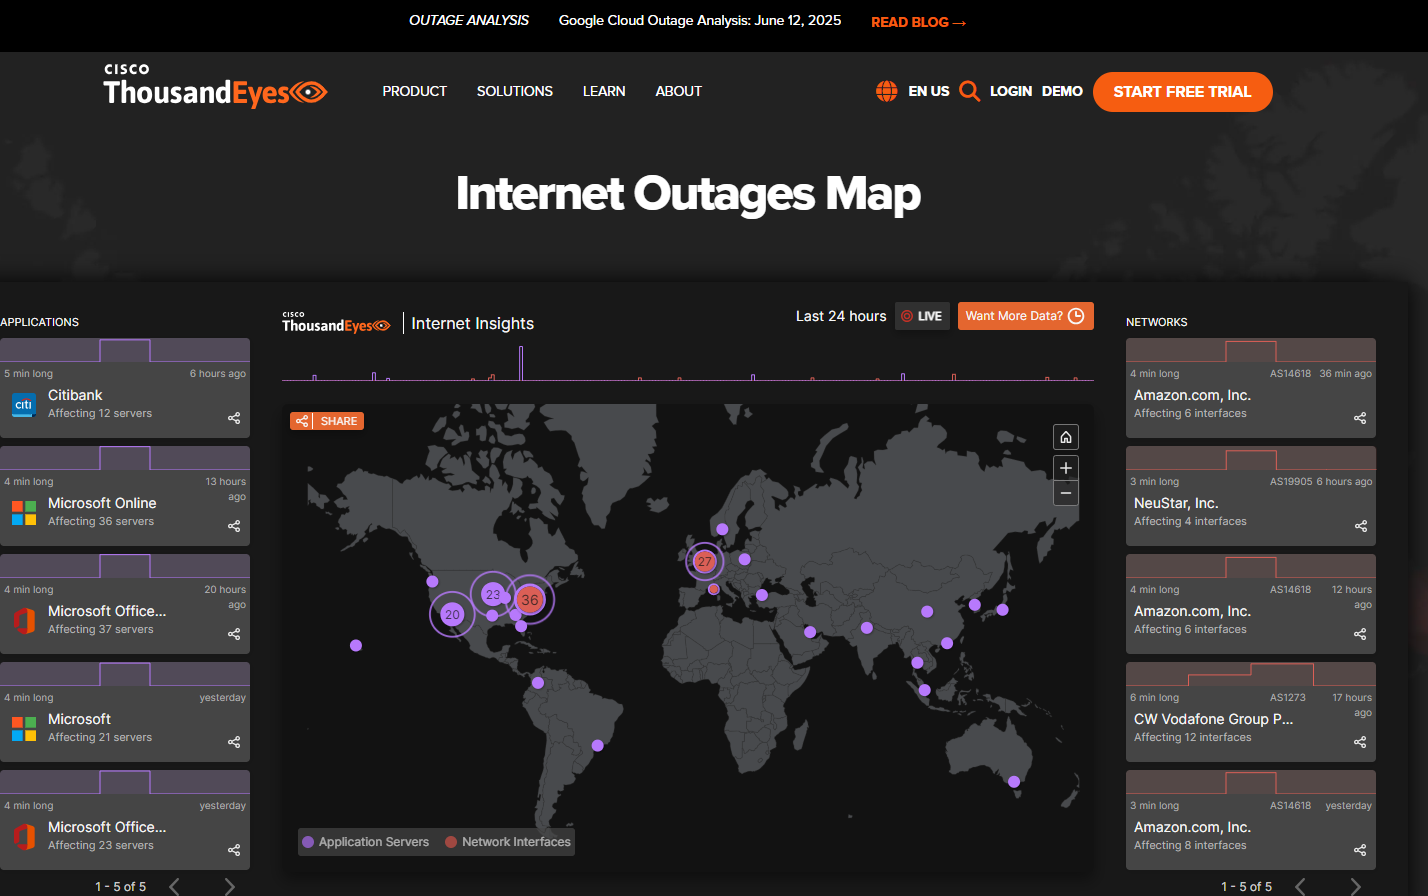 OUTAGE ANALYSIS Google Cloud Outage Analysis: June 12, 2025 READ BLOG →
CISCO
ThousandEyes
PRODUCT SOLUTIONS LEARN ABOUT
EN US LOGIN DEMO START FREE TRIAL
Internet Outages Map
APPLICATIONS
5 min long 6 hours ago
citi
Citibank
Affecting 12 servers
4 min long 13 hours ago
Microsoft Online
Affecting 36 servers
4 min long 20 hours ago
Microsoft Office...
Affecting 37 servers
4 min long yesterday
Microsoft
Affecting 21 servers
4 min long yesterday
Microsoft Office...
Affecting 23 servers
1 - 5 of 5
CISCO
ThousandEyes Internet Insights
Last 24 hours LIVE Want More Data?
SHARE
+
−
27
23
36
20
Application Servers Network Interfaces
NETWORKS
4 min long AS14618 36 min ago
Amazon.com, Inc.
Affecting 6 interfaces
3 min long AS19905 6 hours ago
NeuStar, Inc.
Affecting 4 interfaces
4 min long AS14618 12 hours ago
Amazon.com, Inc.
Affecting 6 interfaces
6 min long AS1273 17 hours ago
CW Vodafone Group P...
Affecting 12 interfaces
3 min long AS14618 yesterday
Amazon.com, Inc.
Affecting 8 interfaces
1 - 5 of 5